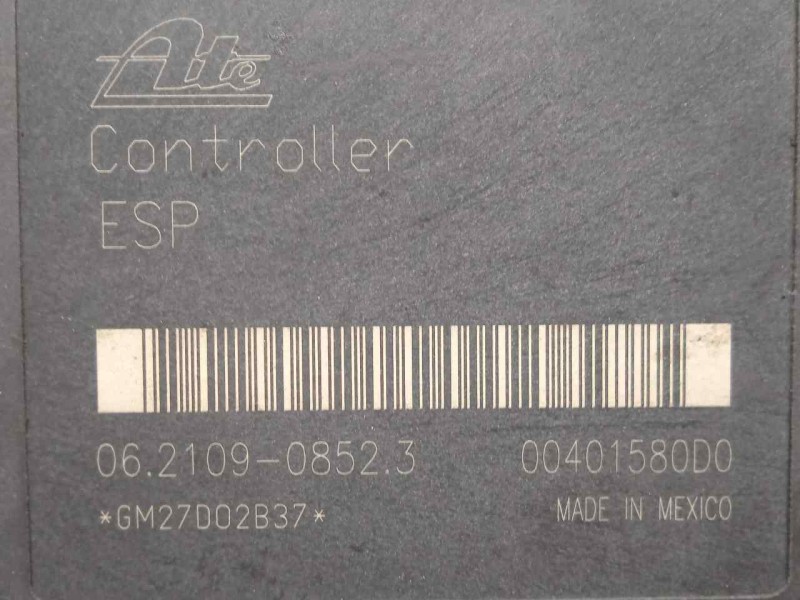 Ate
Controller
ESP
06.2109-0852.3 00401580D0
*GM27D02B37* MADE IN MEXICO